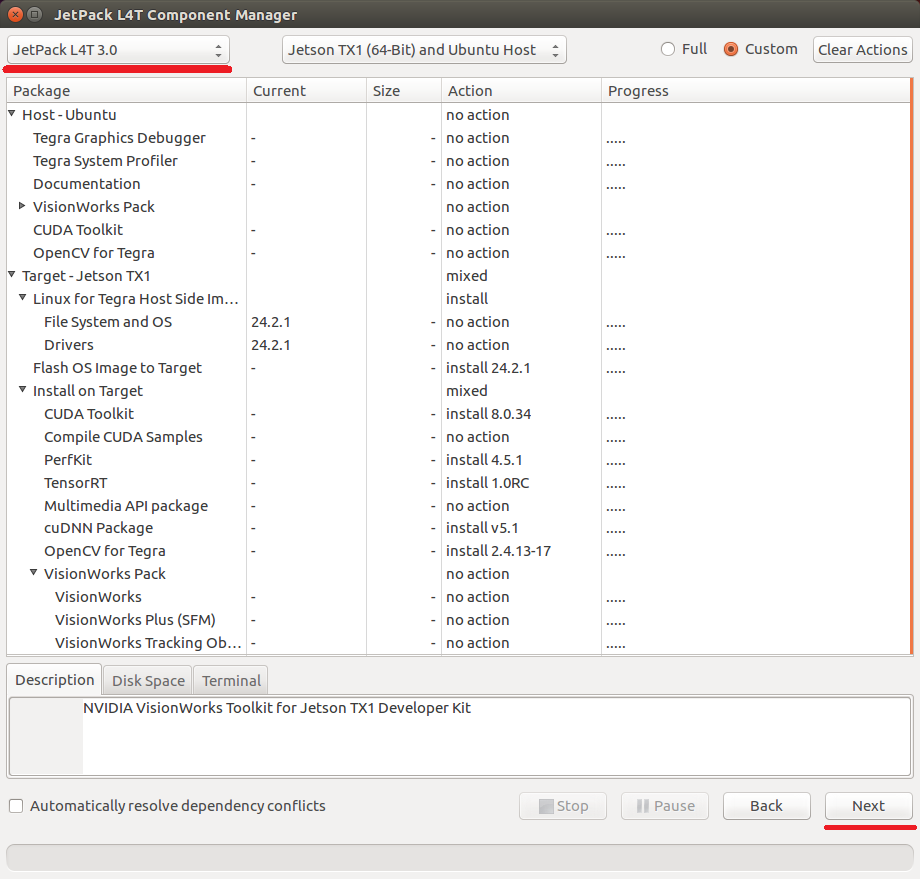 JetPack L4T Component Manager
JetPack L4T 3.0 Jetson TX1 (64-Bit) and Ubuntu Host Full Custom Clear Actions
Package Current Size Action Progress
Host - Ubuntu no action
Tegra Graphics Debugger - - no action .....
Tegra System Profiler - - no action .....
Documentation - - no action .....
VisionWorks Pack no action
CUDA Toolkit - - no action .....
OpenCV for Tegra - - no action .....
Target - Jetson TX1 mixed
Linux for Tegra Host Side Im... install
File System and OS 24.2.1 - no action .....
Drivers 24.2.1 - no action .....
Flash OS Image to Target - - install 24.2.1 .....
Install on Target mixed
CUDA Toolkit - - install 8.0.34 .....
Compile CUDA Samples - - no action .....
PerfKit - - install 4.5.1 .....
TensorRT - - install 1.0RC .....
Multimedia API package - - no action .....
cuDNN Package - - install v5.1 .....
OpenCV for Tegra - - install 2.4.13-17 .....
VisionWorks Pack no action
VisionWorks - - no action .....
VisionWorks Plus (SFM) - - no action .....
VisionWorks Tracking Ob... - - no action .....
Description Disk Space Terminal
NVIDIA VisionWorks Toolkit for Jetson TX1 Developer Kit
Automatically resolve dependency conflicts Stop Pause Back Next